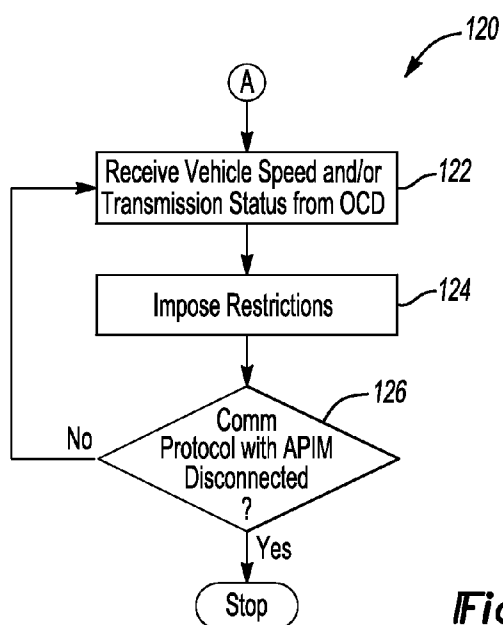 120
A
Receive Vehicle Speed and/or
Transmission Status from OCD
122
Impose Restrictions
124
126
Comm
Protocol with APIM
Disconnected
?
No
Yes
Stop